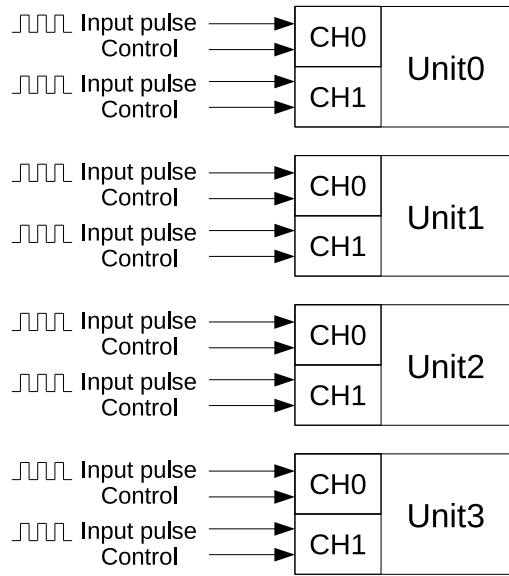 Input pulse
Control
CH0
Input pulse
Control
CH1
Unit0
Input pulse
Control
CH0
Input pulse
Control
CH1
Unit1
Input pulse
Control
CH0
Input pulse
Control
CH1
Unit2
Input pulse
Control
CH0
Input pulse
Control
CH1
Unit3